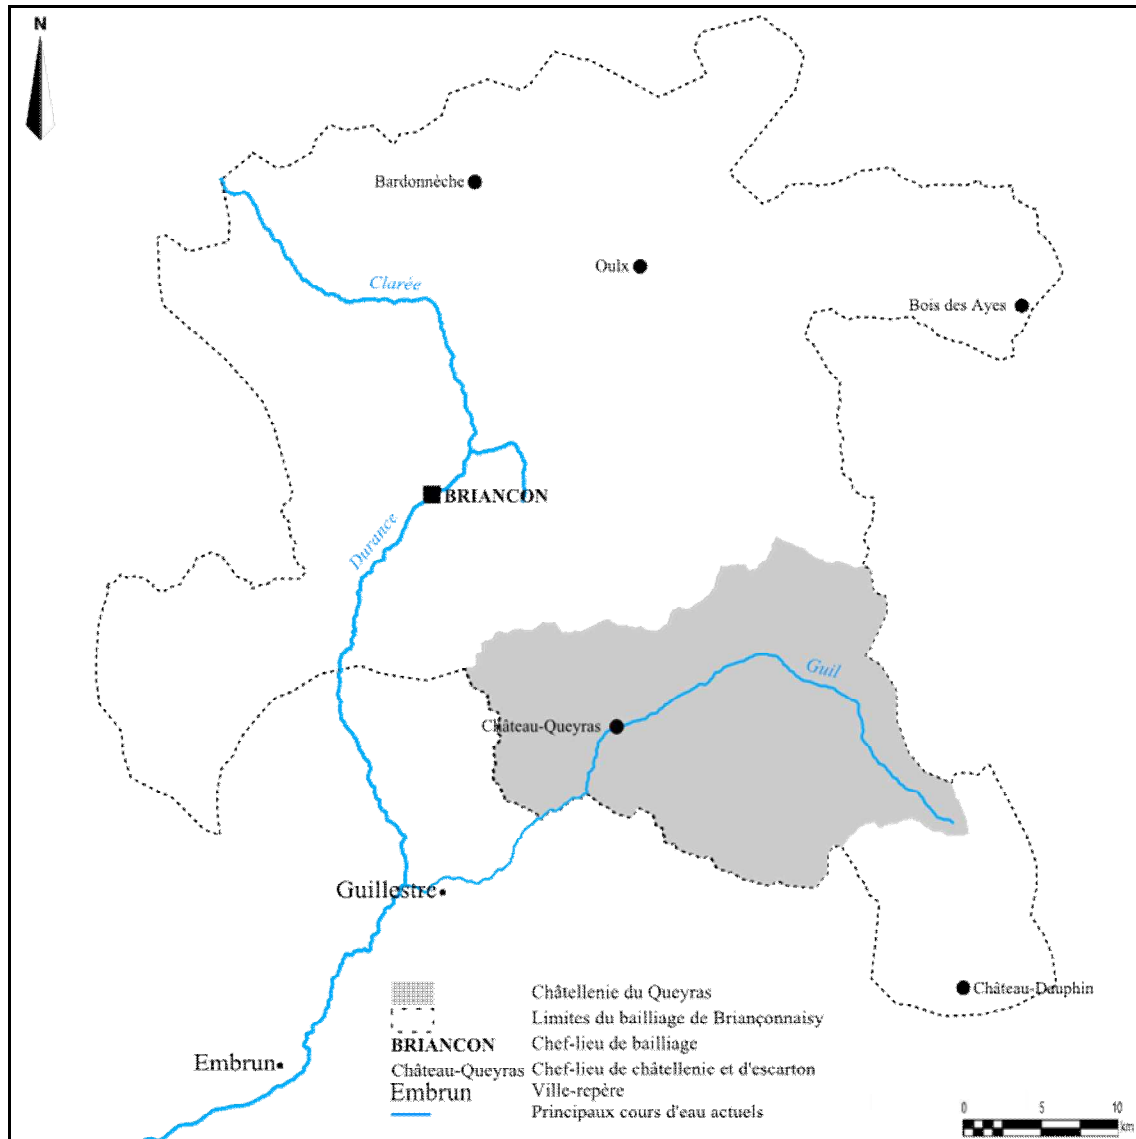 N
Bardonnèche
Oulx
Clarée
Bois des Ayes
BRIANCON
Durance
Guil
Château-Queyras
Guillestre
Château-Dauphin
Embrun
Châtellenie du Queyras
Limites du bailliage de Briançonnaisy
BRIANCON Chef-lieu de bailliage
Château-Queyras Chef-lieu de châtellenie et d'escarton
Embrun Ville-repère
Principaux cours d'eau actuels
0 5 10
km